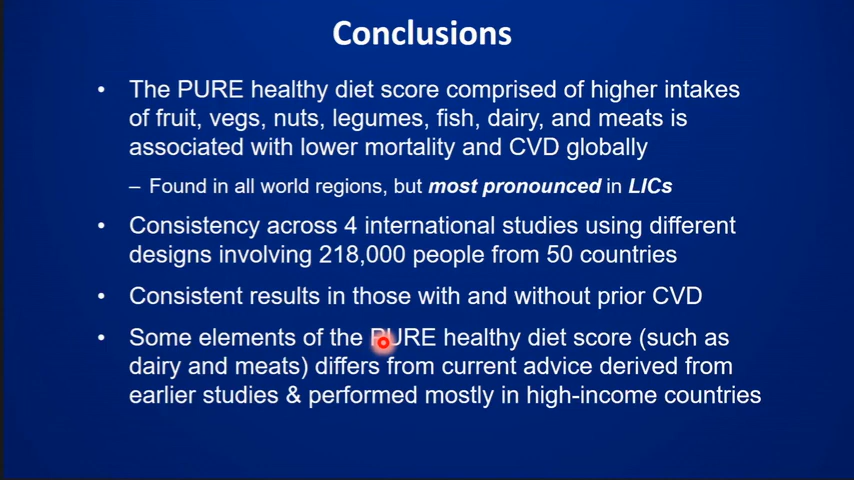 Conclusions
• The PURE healthy diet score comprised of higher intakes
of fruit, vegs, nuts, legumes, fish, dairy, and meats is
associated with lower mortality and CVD globally
– Found in all world regions, but most pronounced in LICs
• Consistency across 4 international studies using different
designs involving 218,000 people from 50 countries
• Consistent results in those with and without prior CVD
• Some elements of the PURE healthy diet score (such as
dairy and meats) differs from current advice derived from
earlier studies & performed mostly in high-income countries